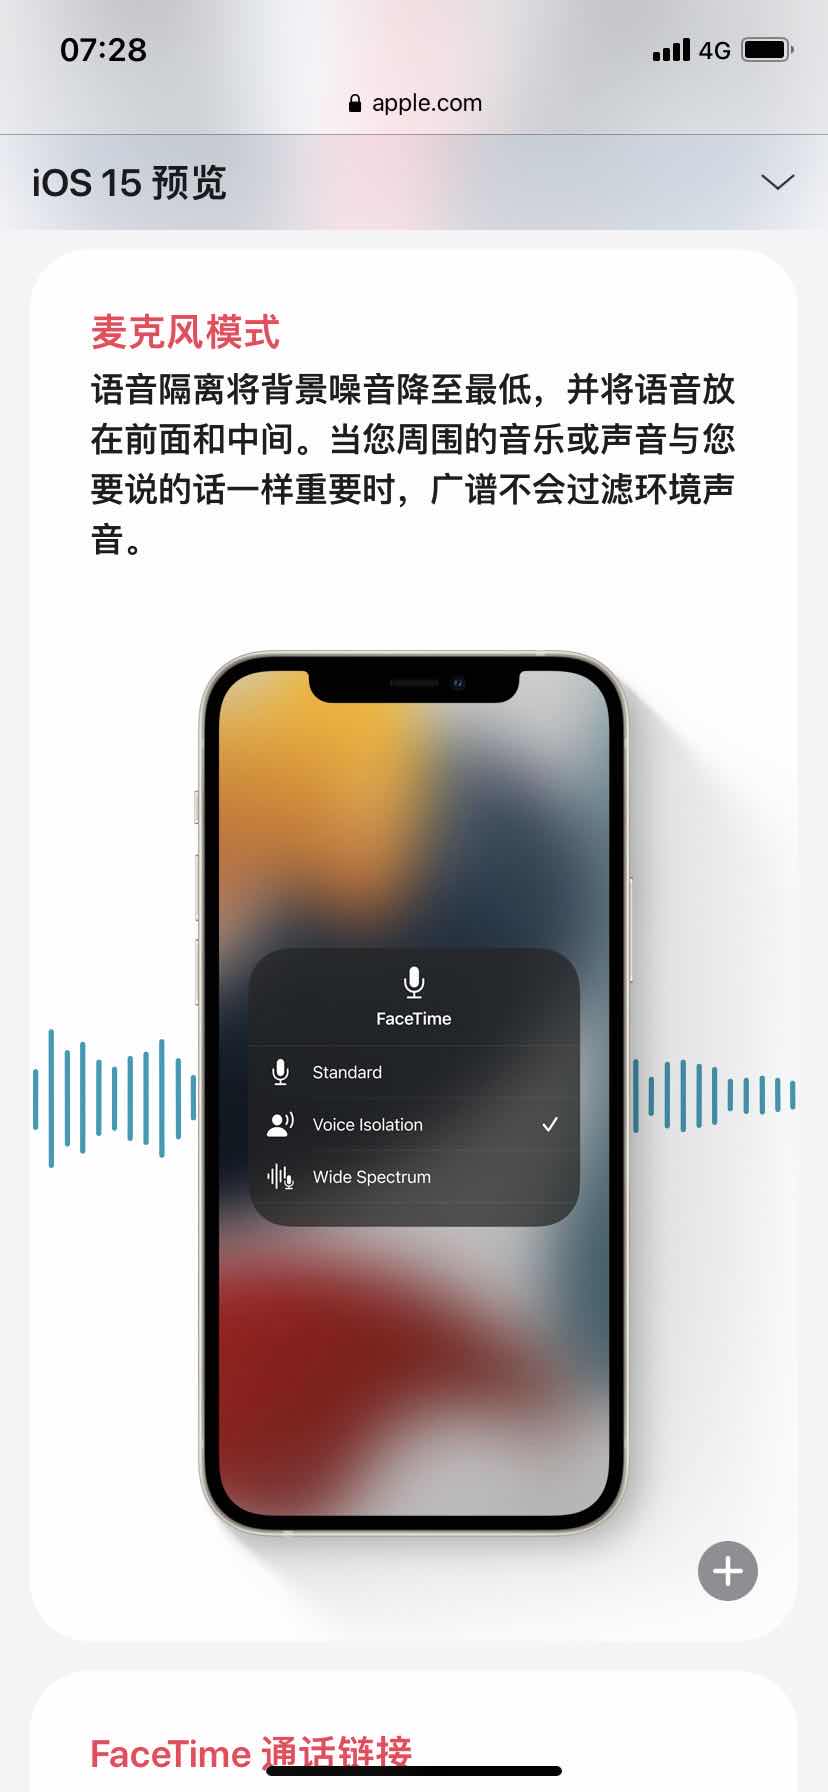 07:28
4G
apple.com
iOS 15 预览
麦克风模式
语音隔离将背景噪音降至最低，并将语音放
在前面和中间。当您周围的音乐或声音与您
要说的话一样重要时，广谱不会过滤环境声
音。
FaceTime
Standard
Voice Isolation
Wide Spectrum
FaceTime 通话链接